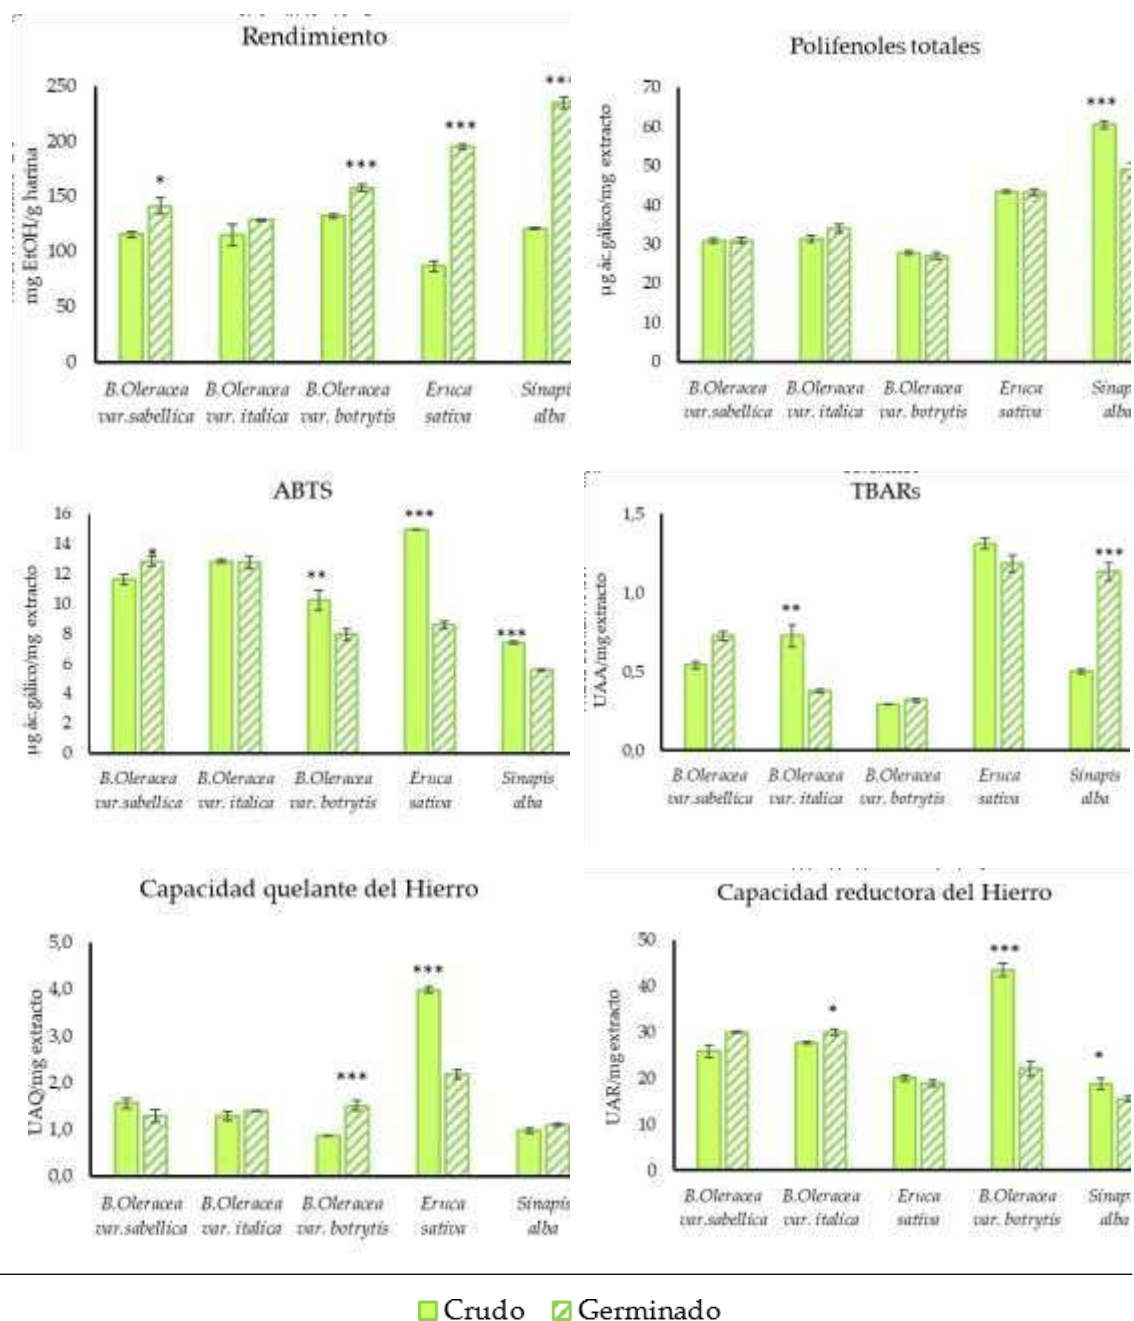 Rendimiento
mg EtOH/g harina
250
200
150
100
50
0
*
***
***
***
B.Oleracea var.sabellica
B.Oleracea var. italica
B.Oleracea var. botrytis
Eruca sativa
Sinapis alba
Polifenoles totales
µg ác.gálico/mg extracto
70
60
50
40
30
20
10
0
***
B.Oleracea var.sabellica
B.Oleracea var. italica
B.Oleracea var. botrytis
Eruca sativa
Sinapis alba
ABTS
µg ác.gálico/mg extracto
16
14
12
10
8
6
4
2
0
*
**
***
***
B.Oleracea var.sabellica
B.Oleracea var. italica
B.Oleracea var. botrytis
Eruca sativa
Sinapis alba
TBARs
UAA/mg extracto
1,5
1,0
0,5
0,0
**
***
B.Oleracea var.sabellica
B.Oleracea var. italica
B.Oleracea var. botrytis
Eruca sativa
Sinapis alba
Capacidad quelante del Hierro
UAQ/mg extracto
5,0
4,0
3,0
2,0
1,0
0,0
***
***
B.Oleracea var.sabellica
B.Oleracea var. italica
B.Oleracea var. botrytis
Eruca sativa
Sinapis alba
Capacidad reductora del Hierro
UAR/mg extracto
50
40
30
20
10
0
*
***
*
B.Oleracea var.sabellica
B.Oleracea var. italica
Eruca sativa
B.Oleracea var. botrytis
Sinapi
alba
Crudo
Germinado